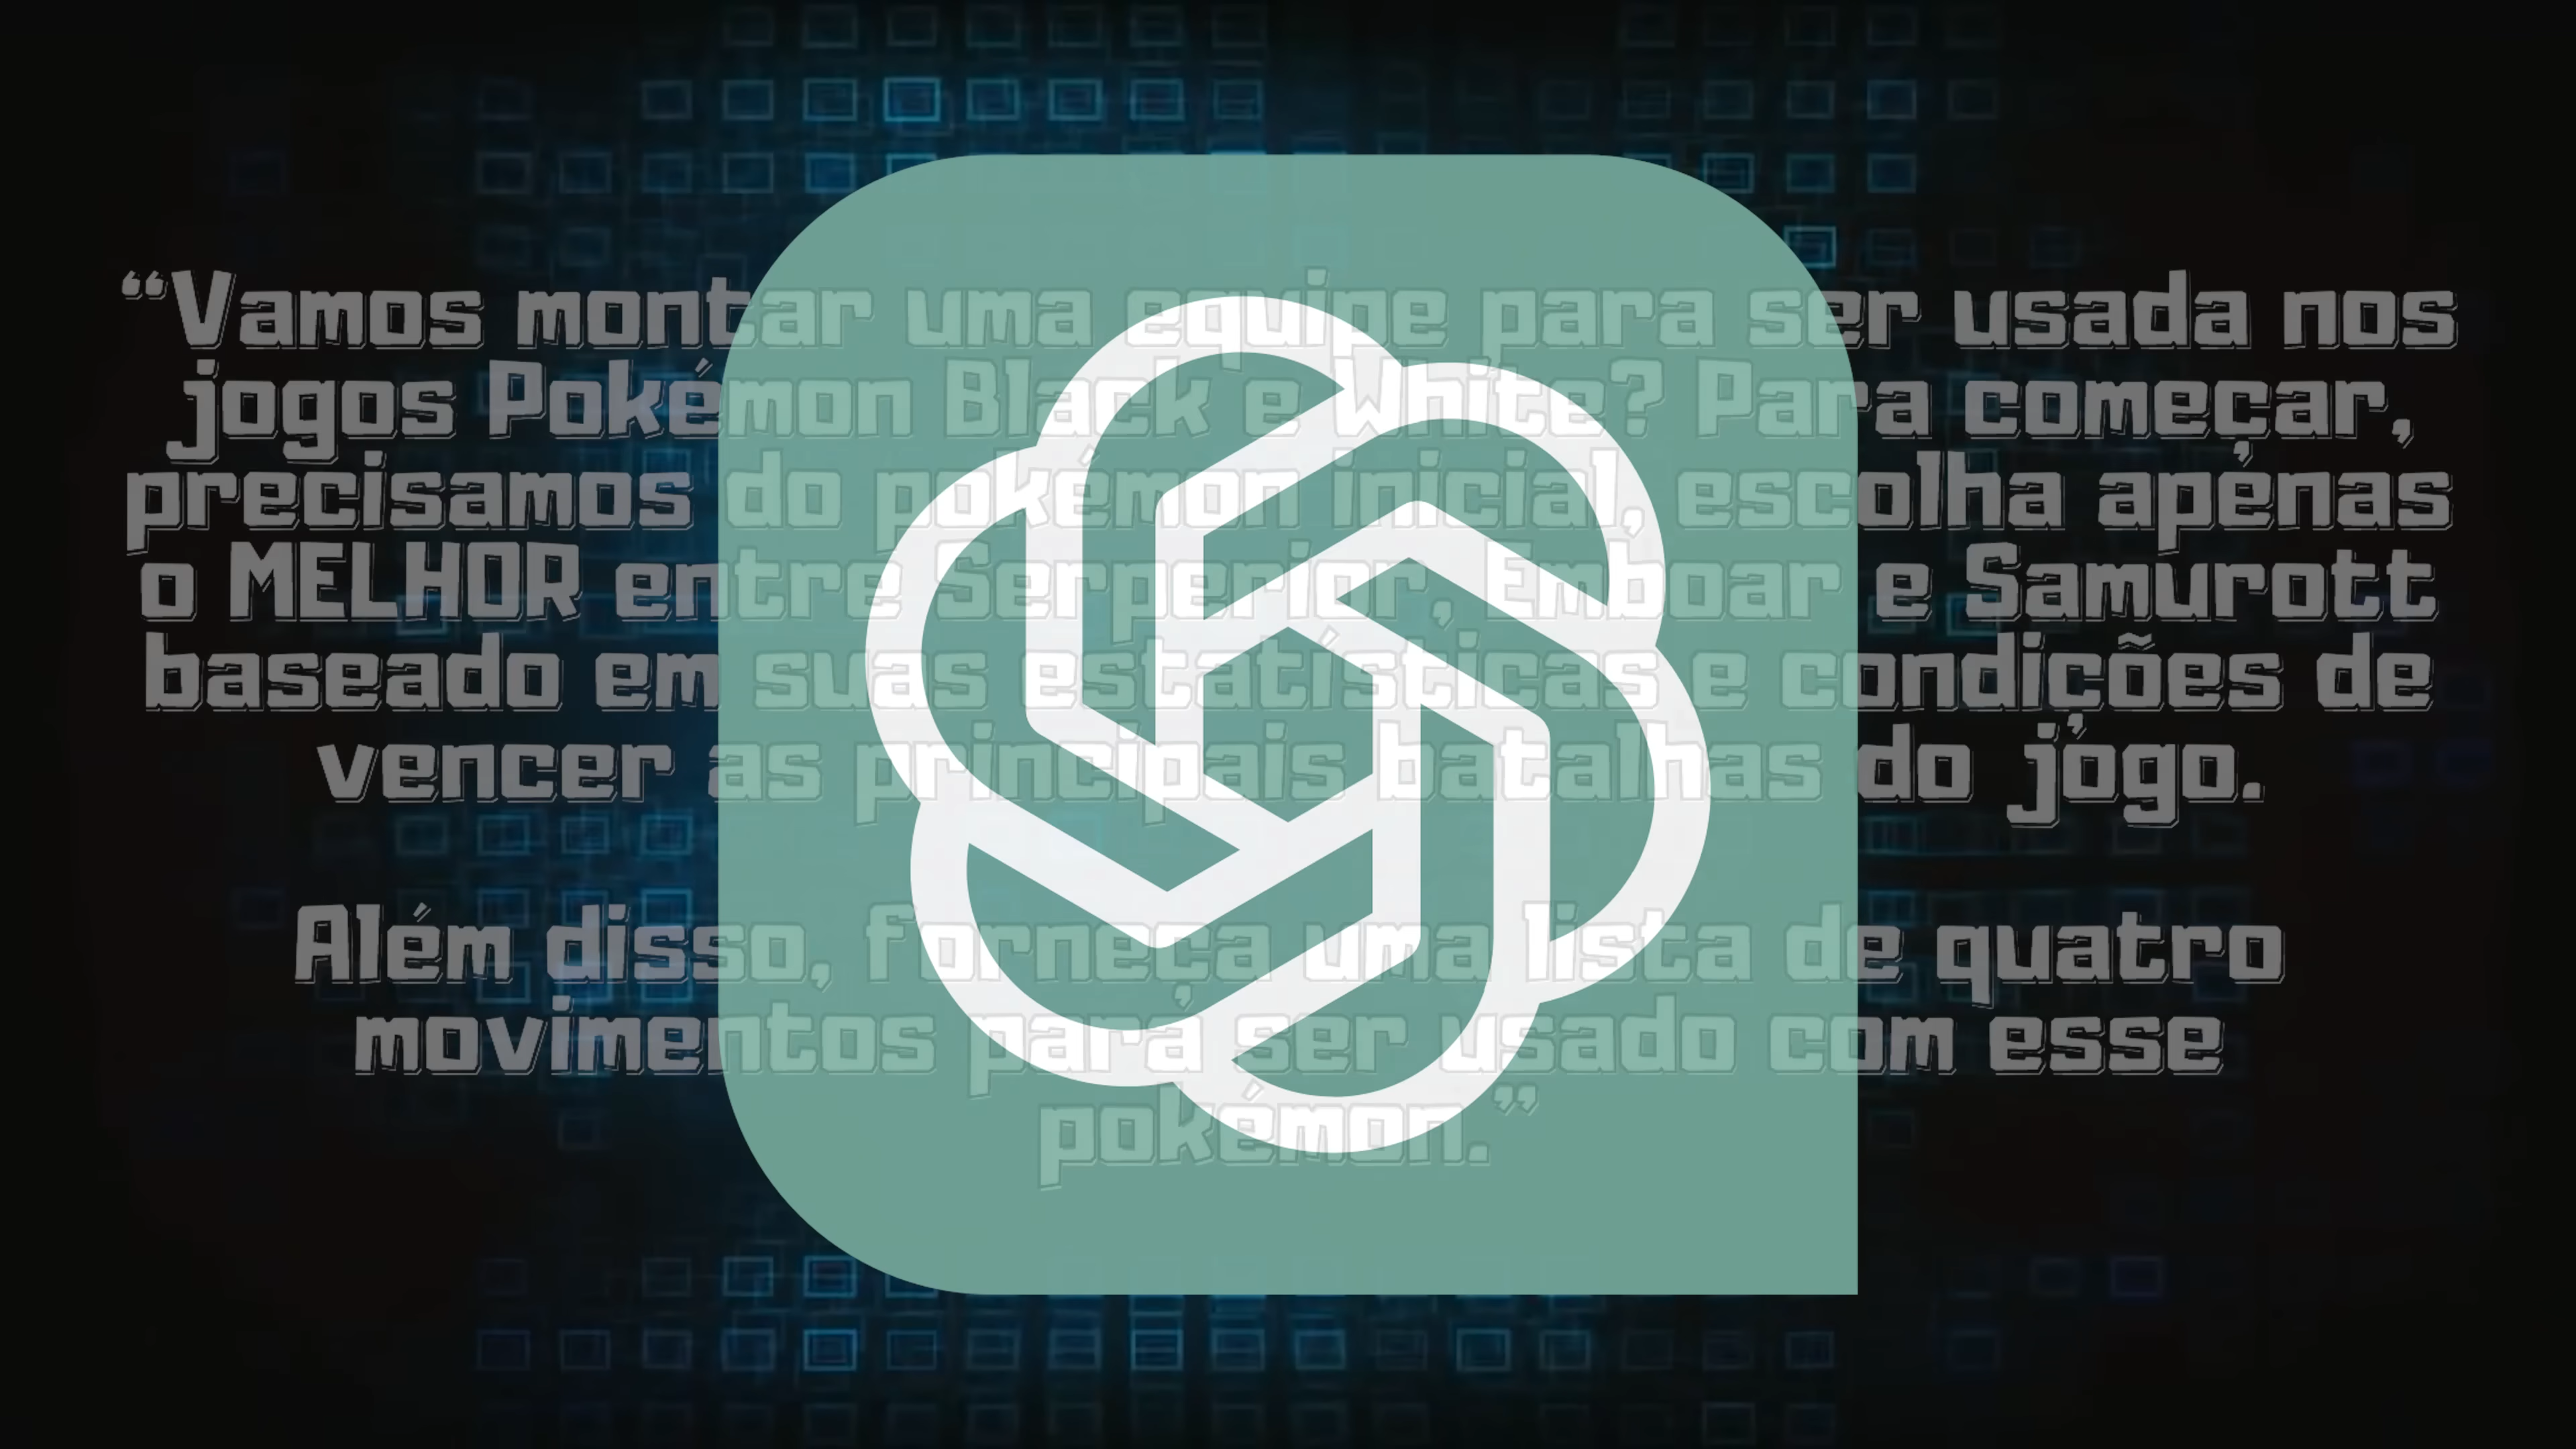 “Vamos montar uma equipe para ser usada nos
jogos Pokémon Black e White? Para começar,
precisamos do pokémon inicial, escolha apenas
o MELHOR entre Serperior, Emboar e Samurott
baseado em suas estatísticas e condições de
vencer as principais batalhas do jogo.
Além disso, forneça uma lista de quatro
movimentos para ser usado com esse
pokémon.”